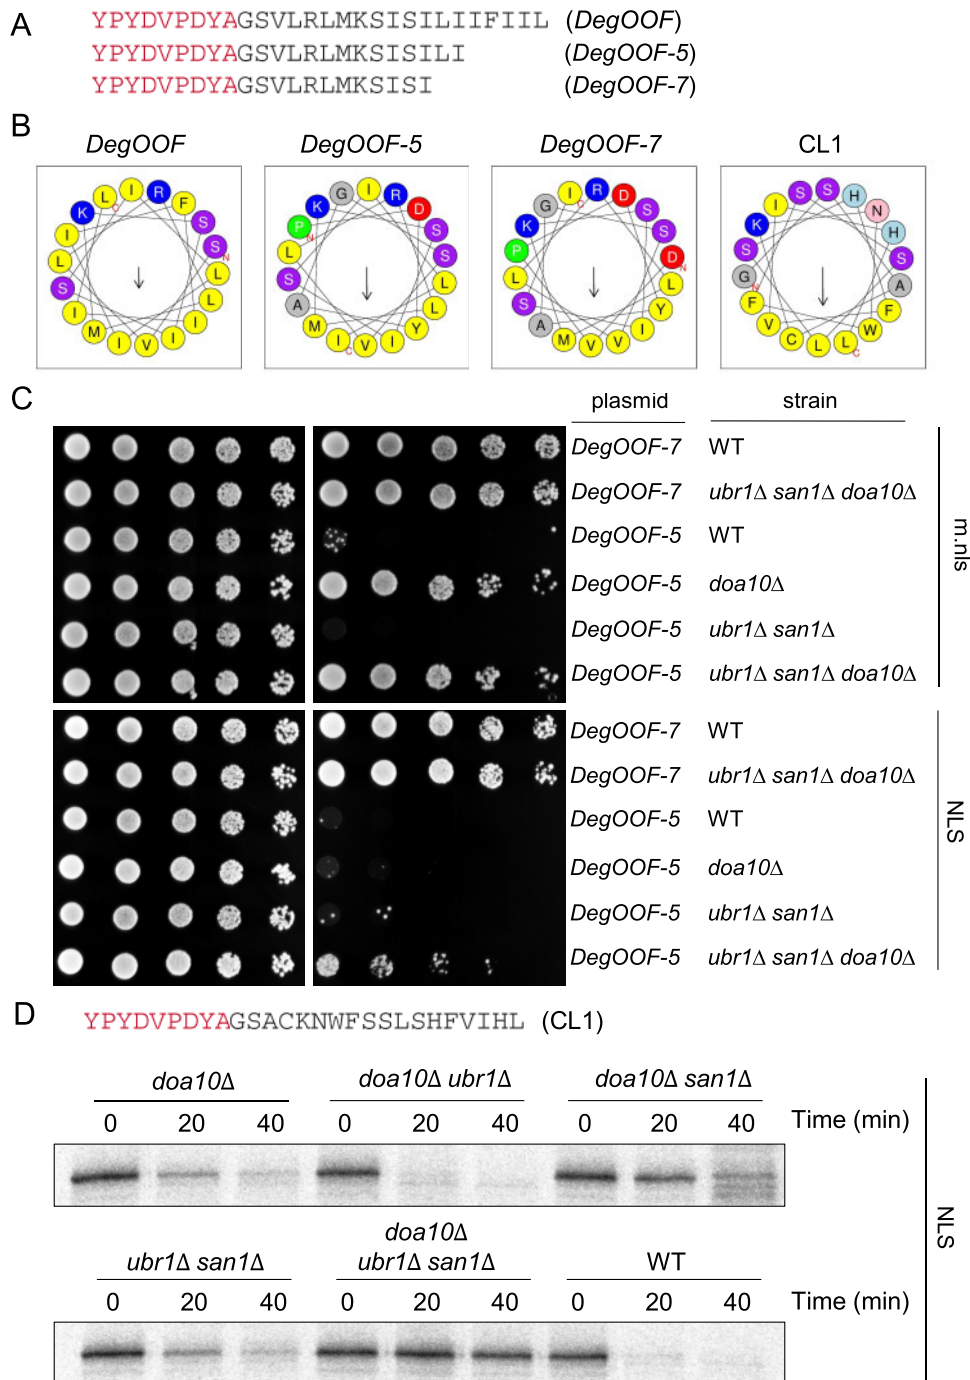 A
YPYDVPDYAGSVLRLMKSISILIIFIIL (DegOOF)
YPYDVPDYAGSVLRLMKSISILI (DegOOF-5)
YPYDVPDYAGSVLRLMKSISI (DegOOF-7)
B
DegOOF DegOOF-5 DegOOF-7 CL1
K L I R F S S L L I I V I M I S L I C N
P K G I R D S S L L Y I V I M A S L N C
P K G I R D S S D L Y I V V M A S L C N
S K I S S H N H S A F W L L C V F G N C
C
plasmid strain
DegOOF-7 WT
DegOOF-7 ubr1Δ san1Δ doa10Δ
DegOOF-5 WT
DegOOF-5 doa10Δ
DegOOF-5 ubr1Δ san1Δ
DegOOF-5 ubr1Δ san1Δ doa10Δ
m.nls
DegOOF-7 WT
DegOOF-7 ubr1Δ san1Δ doa10Δ
DegOOF-5 WT
DegOOF-5 doa10Δ
DegOOF-5 ubr1Δ san1Δ
DegOOF-5 ubr1Δ san1Δ doa10Δ
NLS
D
YPYDVPDYAGSACKNWFSSLSHFVIHL (CL1)
doa10Δ doa10Δ ubr1Δ doa10Δ san1Δ
0 20 40 0 20 40 0 20 40 Time (min)
doa10Δ
ubr1Δ san1Δ ubr1Δ san1Δ WT
0 20 40 0 20 40 0 20 40 Time (min)
NLS